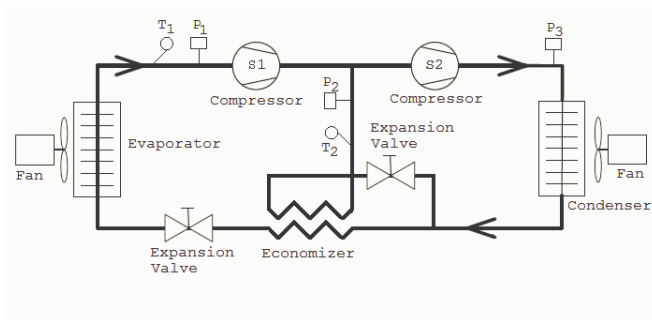 T1
P1
P3
S1
S2
P2
Compressor
Compressor
Evaporator
T2
Expansion
Valve
Fan
Fan
Condenser
Expansion
Valve
Economizer